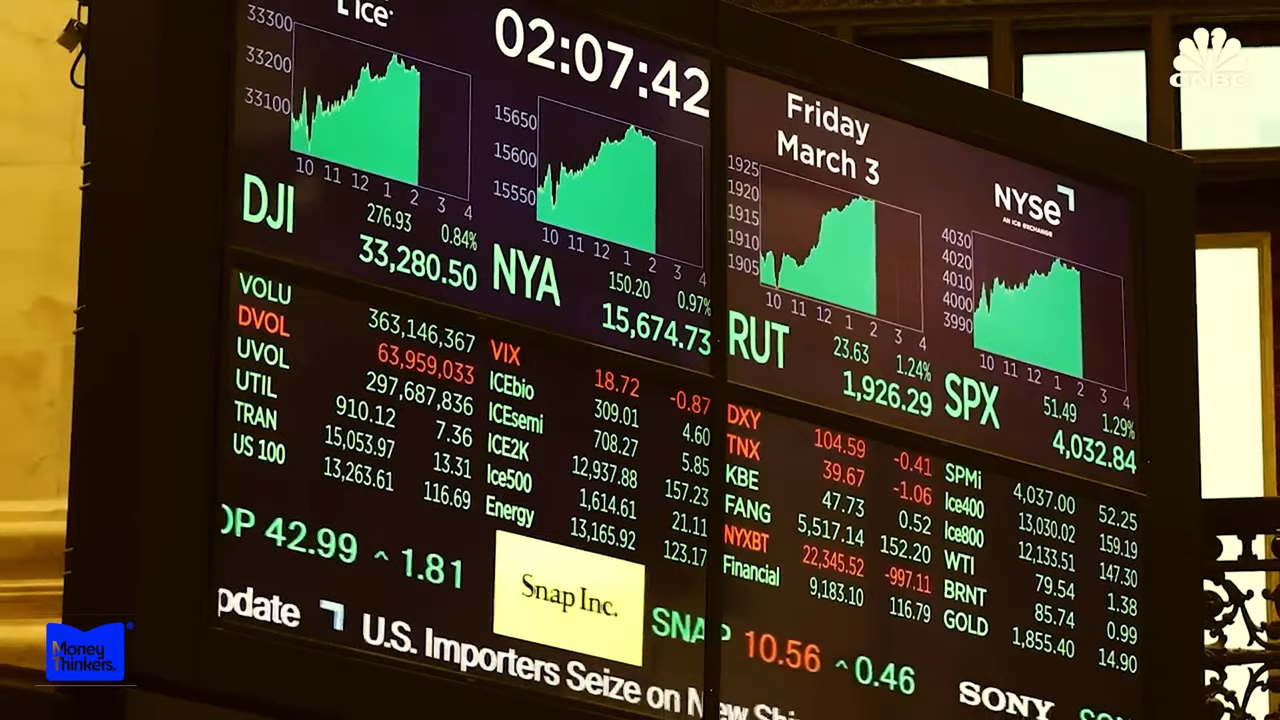 L'ice
02:07:42
33300
33200
33100
10 11 12 1 2 3 4
DJI
276.93 0.84%
33,280.50
15650
15600
15550
10 11 12 1 2 3 4
NYA
150.20 0.97%
15,674.73
Friday
March 3
1925
1920
1915
1910
1905
10 11 12 1 2 3 4
RUT
23.63 1.24%
1,926.29
NYSE
AN ICE EXCHANGE
4030
4020
4010
4000
3990
10 11 12 1 2 3 4
SPX
51.49 1.29%
4,032.84
VOLU 363,146,367
DVOL 63,959,033
UVOL 297,687,836
UTIL 910.12 7.36
TRAN 15,053.97 13.31
US 100 13,263.61 116.69
VIX 18.72 -0.87
ICEbio 309.01 4.60
ICEsemi 708.27 5.85
ICE2K 12,937.88 157.23
Ice500 1,614.61 21.11
Energy 13,165.92 123.17
DXY 104.59 -0.41
TNX 39.67 -1.06
KBE 47.73 0.52
FANG 5,517.14 152.20
NYXBT 22,345.52 -997.11
Financial 9,183.10 116.79
SPMi 4,037.00 52.25
Ice400 13,030.02 159.19
Ice800 12,133.51 147.30
WTI 79.54 1.38
BRNT 85.74 0.99
GOLD 1,855.40 14.90
OP 42.99 ^ 1.81
Snap Inc.
SNAP 10.56 ^ 0.46
SONY
pdate U.S. Importers Seize on New
CNBC
Money
Thinkers.